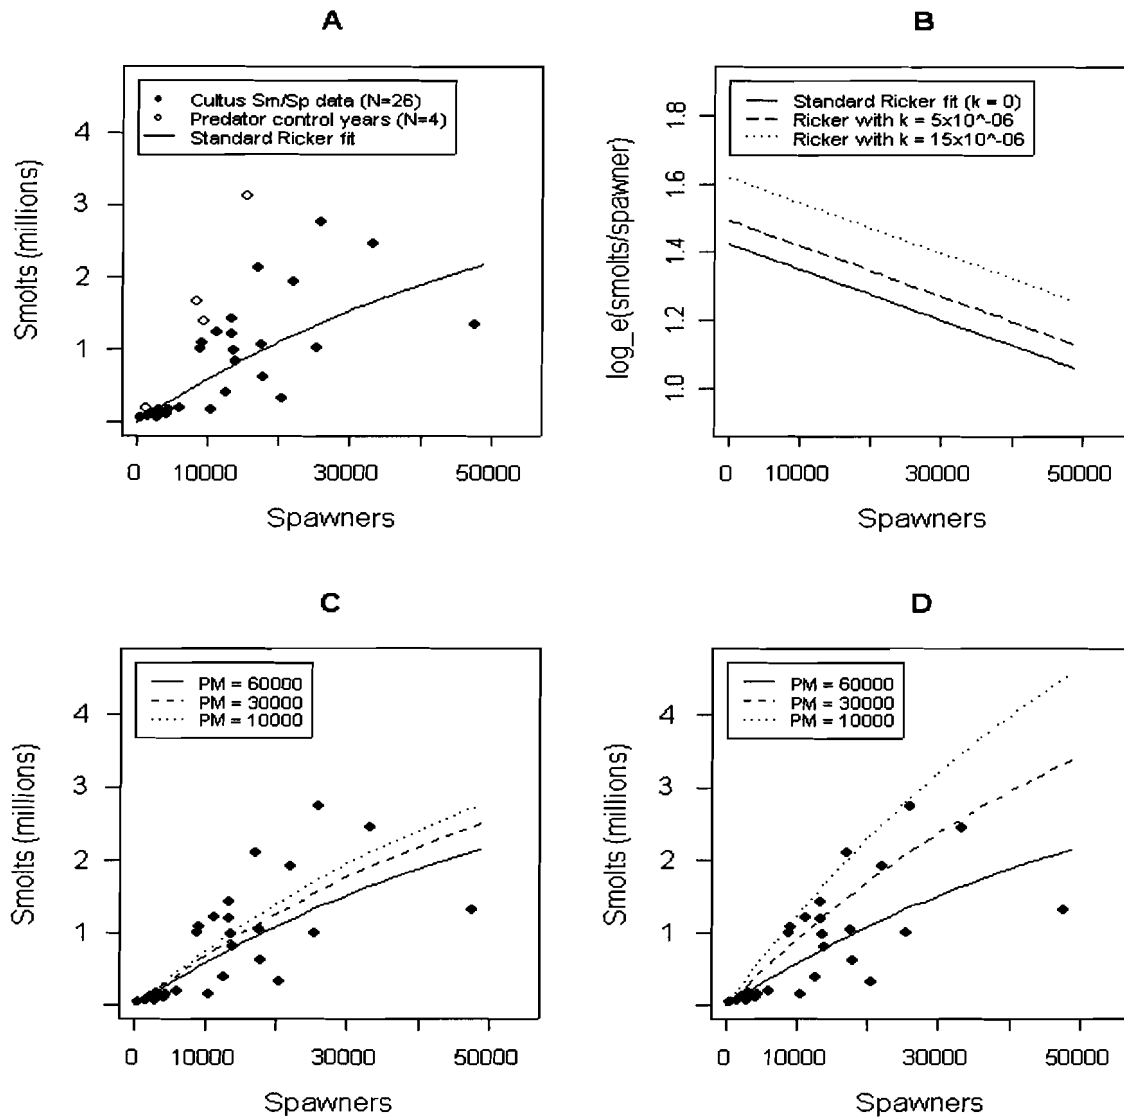 A
Cultus Sm/Sp data (N=26)
Predator control years (N=4)
Standard Ricker fit
Smolts (millions)
4
3
2
1
0
10000
30000
50000
Spawners
B
Standard Ricker fit (k = 0)
Ricker with k = 5x10^-06
Ricker with k = 15x10^-06
log_e(smolts/spawner)
1.8
1.6
1.4
1.2
1.0
0
10000
30000
50000
Spawners
C
PM = 60000
PM = 30000
PM = 10000
Smolts (millions)
4
3
2
1
0
10000
30000
50000
Spawners
D
PM = 60000
PM = 30000
PM = 10000
Smolts (millions)
4
3
2
1
0
10000
30000
50000
Spawners